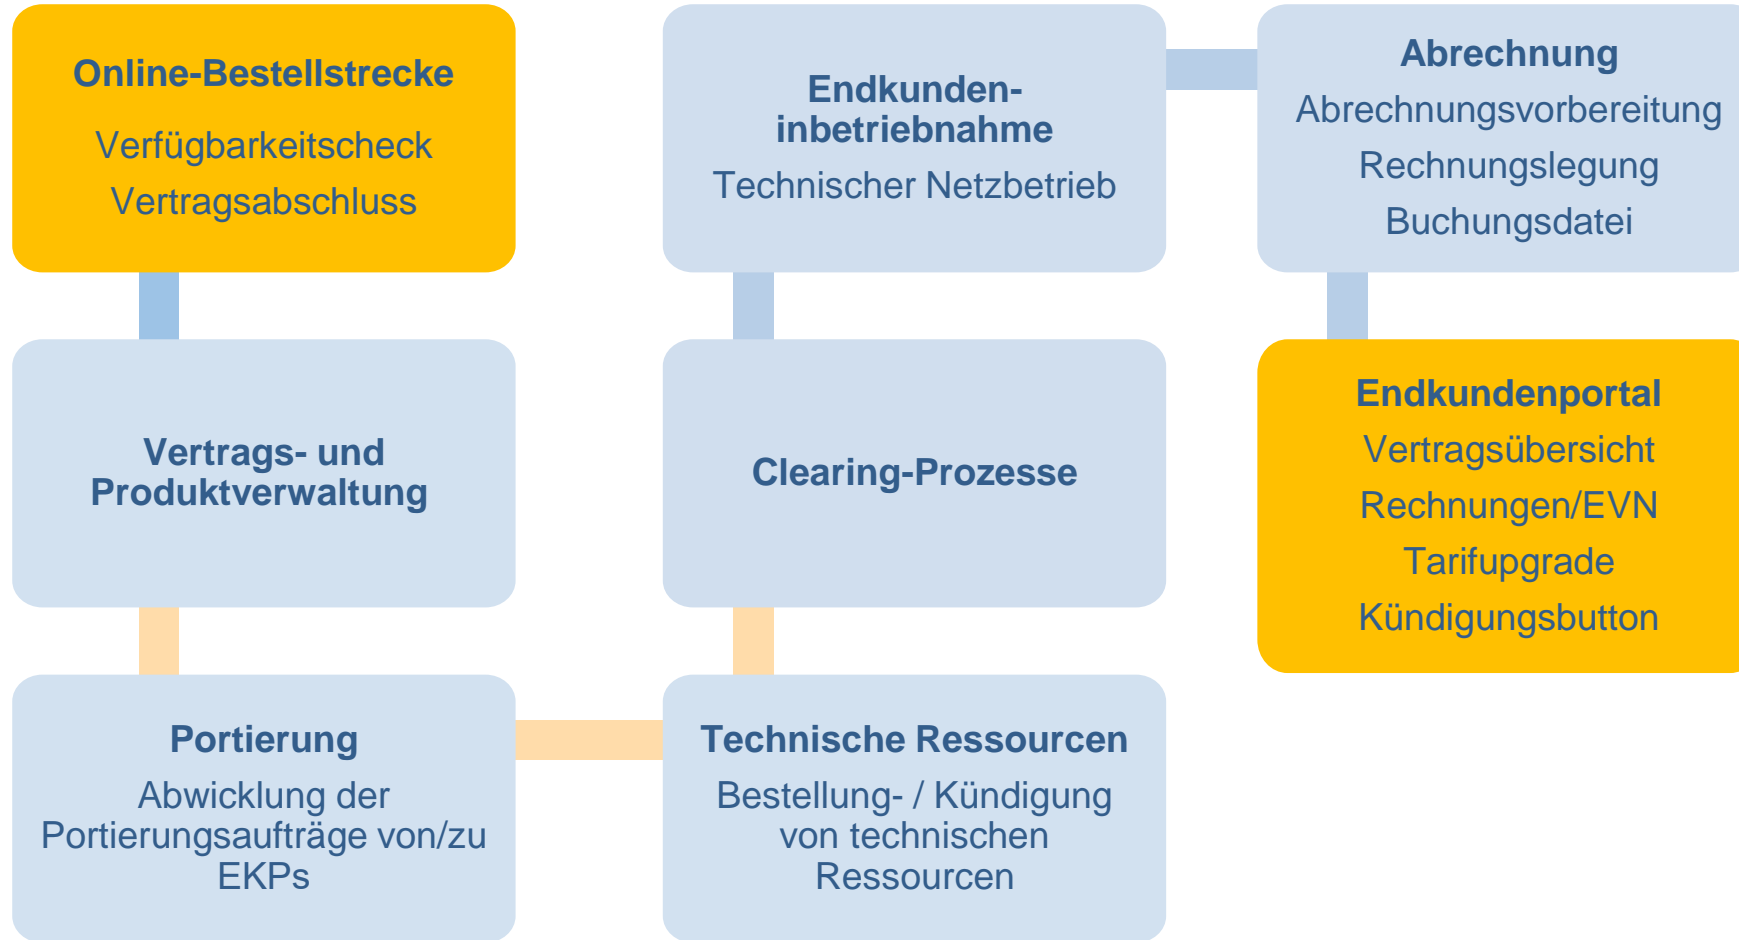 Online-Bestellstrecke
Verfügbarkeitscheck
Vertragsabschluss
Vertrags- und
Produktverwaltung
Portierung
Abwicklung der
Portierungsaufträge von/zu
EKPs
Technische Ressourcen
Bestellung- / Kündigung
von technischen
Ressourcen
Clearing-Prozesse
Endkunden-
inbetriebnahme
Technischer Netzbetrieb
Abrechnung
Abrechnungsvorbereitung
Rechnungslegung
Buchungsdatei
Endkundenportal
Vertragsübersicht
Rechnungen/EVN
Tarifupgrade
Kündigungsbutton